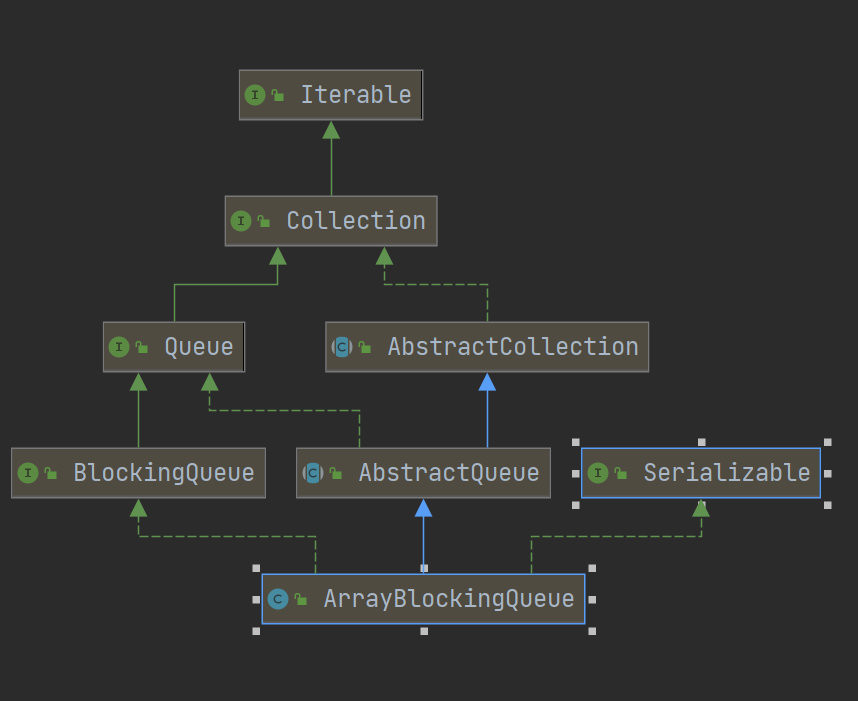 I Iterable
I Collection
I Queue
C AbstractCollection
I BlockingQueue
C AbstractQueue
I Serializable
C ArrayBlockingQueue